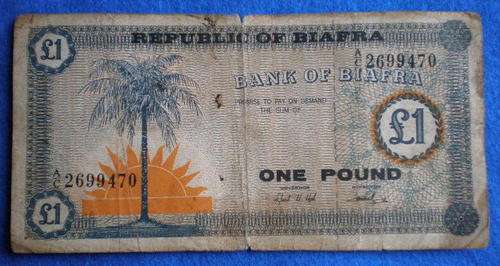 £1
REPUBLIC OF BIAFRA
A/C 2699470
BANK OF BIAFRA
PROMISE TO PAY ON DEMAND
THE SUM OF
£1
A/C 2699470
ONE POUND
£1